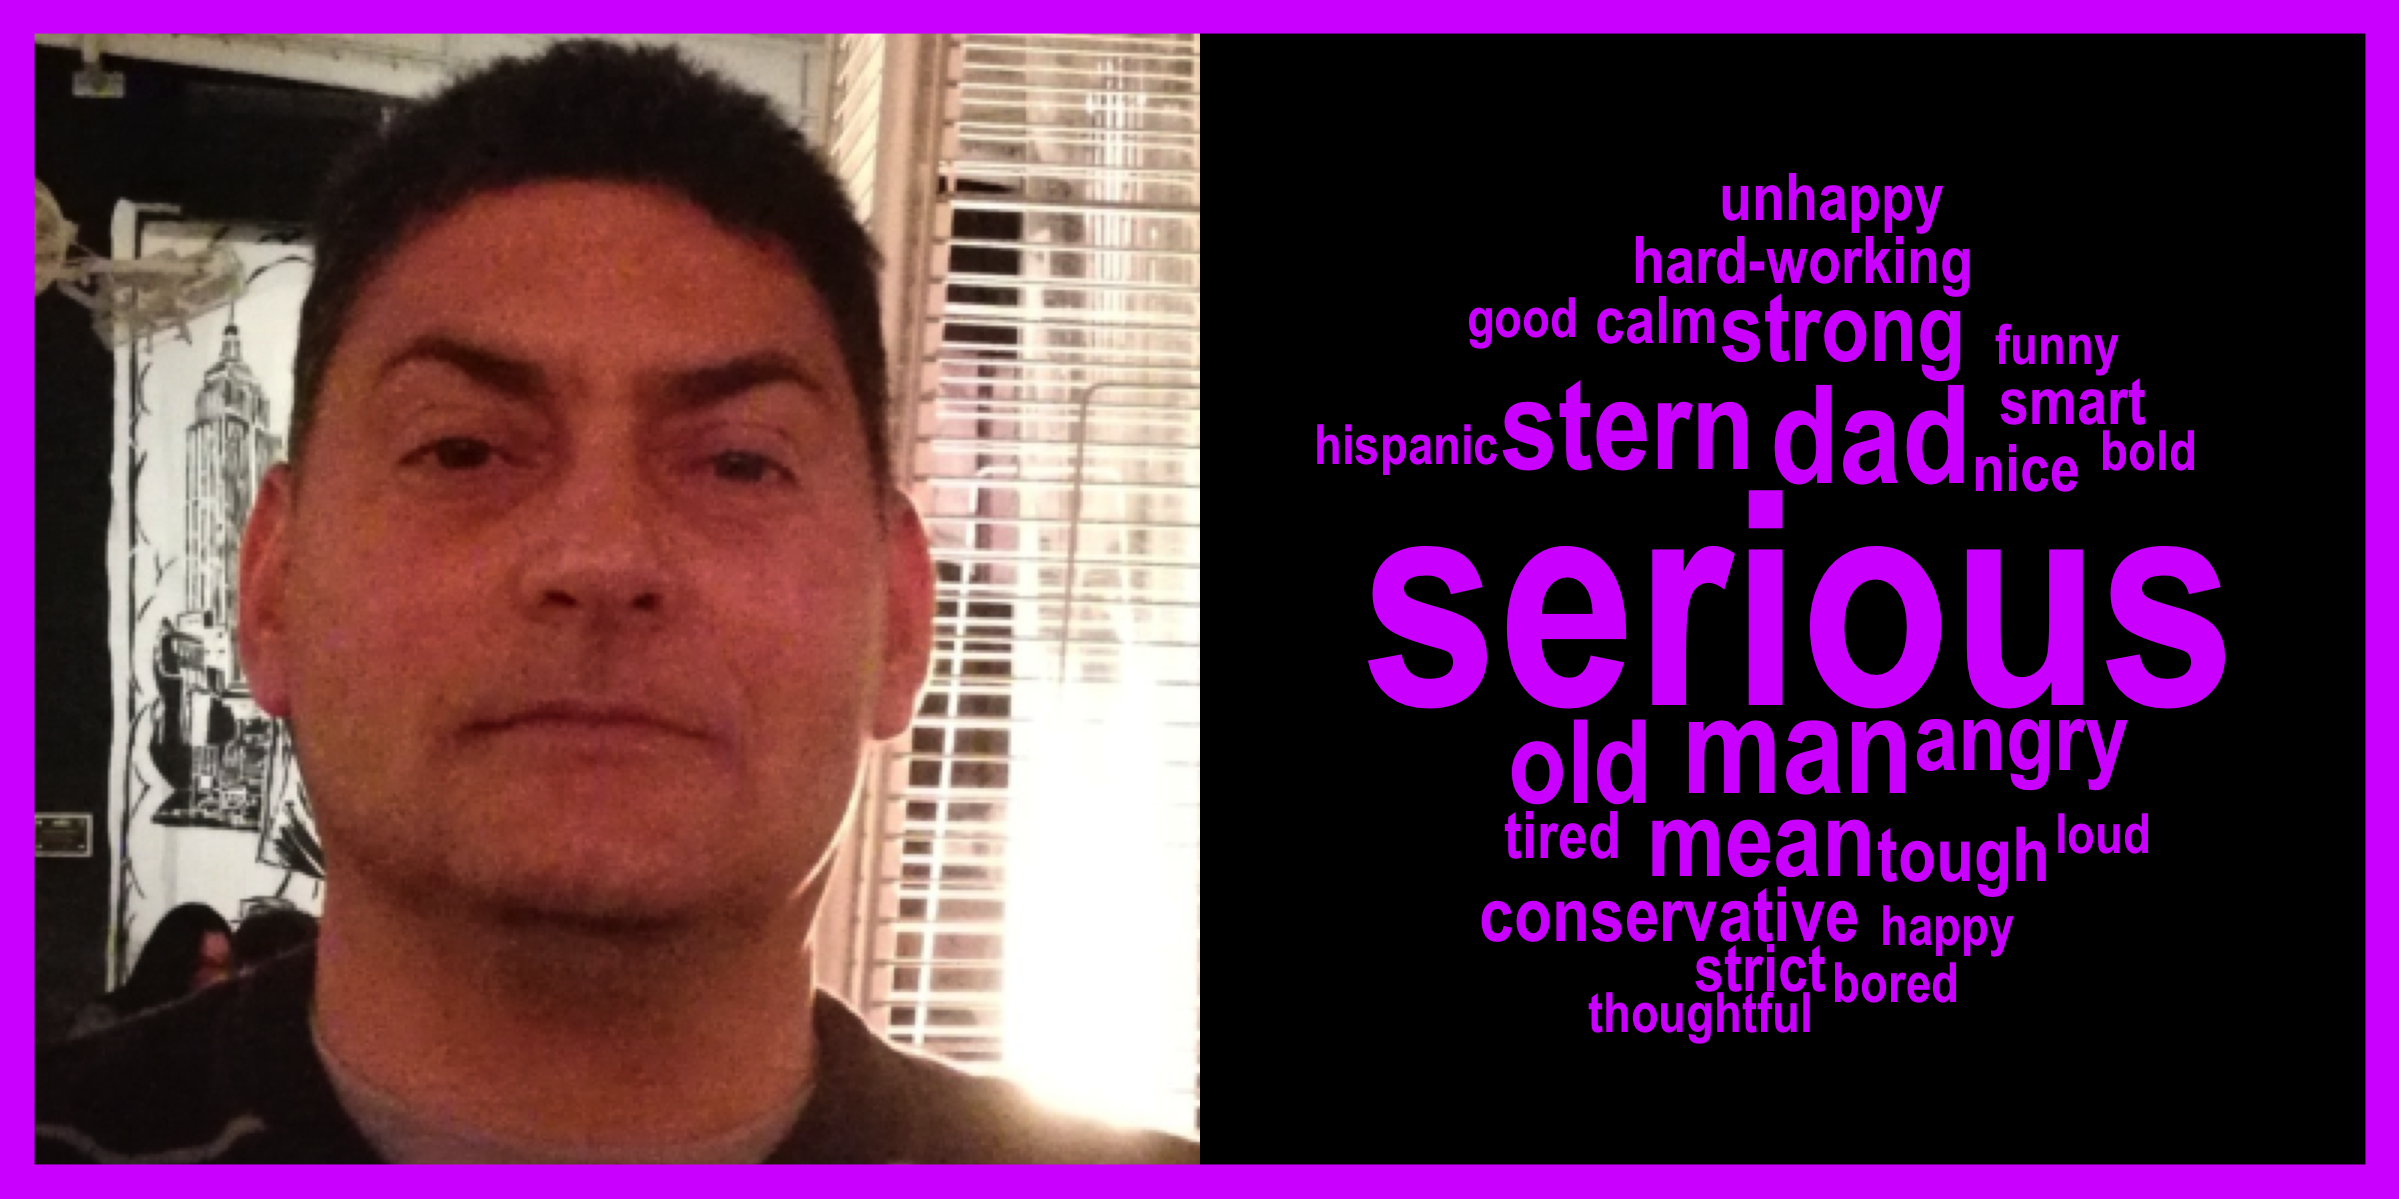 unhappy
hard-working
good calm strong funny
smart
hispanic stern dad nice bold
serious
old man angry
tired mean tough loud
conservative happy
strict bored
thoughtful